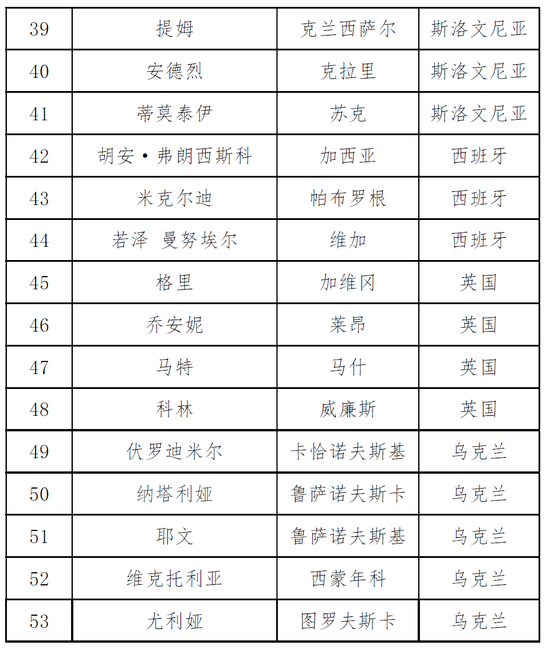 39 提姆 克兰西萨尔 斯洛文尼亚
40 安德烈 克拉里 斯洛文尼亚
41 蒂莫泰伊 苏克 斯洛文尼亚
42 胡安·弗朗西斯科 加西亚 西班牙
43 米克尔迪 帕布罗根 西班牙
44 若泽 曼努埃尔 维加 西班牙
45 格里 加维冈 英国
46 乔安妮 莱昂 英国
47 马特 马什 英国
48 科林 威廉斯 英国
49 伏罗迪米尔 卡恰诺夫斯基 乌克兰
50 纳塔利娅 鲁萨诺夫斯卡 乌克兰
51 耶文 鲁萨诺夫斯基 乌克兰
52 维克托利亚 西蒙年科 乌克兰
53 尤利娅 图罗夫斯卡 乌克兰